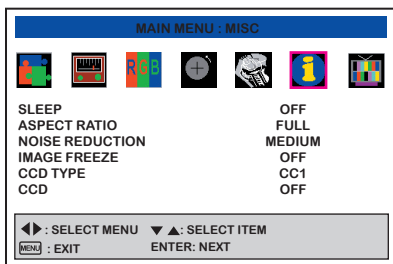 MAIN MENU : MISC
RGB
i
SLEEP OFF
ASPECT RATIO FULL
NOISE REDUCTION MEDIUM
IMAGE FREEZE OFF
CCD TYPE CC1
CCD OFF
◀▶ : SELECT MENU ▼ ▲: SELECT ITEM
MENU : EXIT ENTER: NEXT